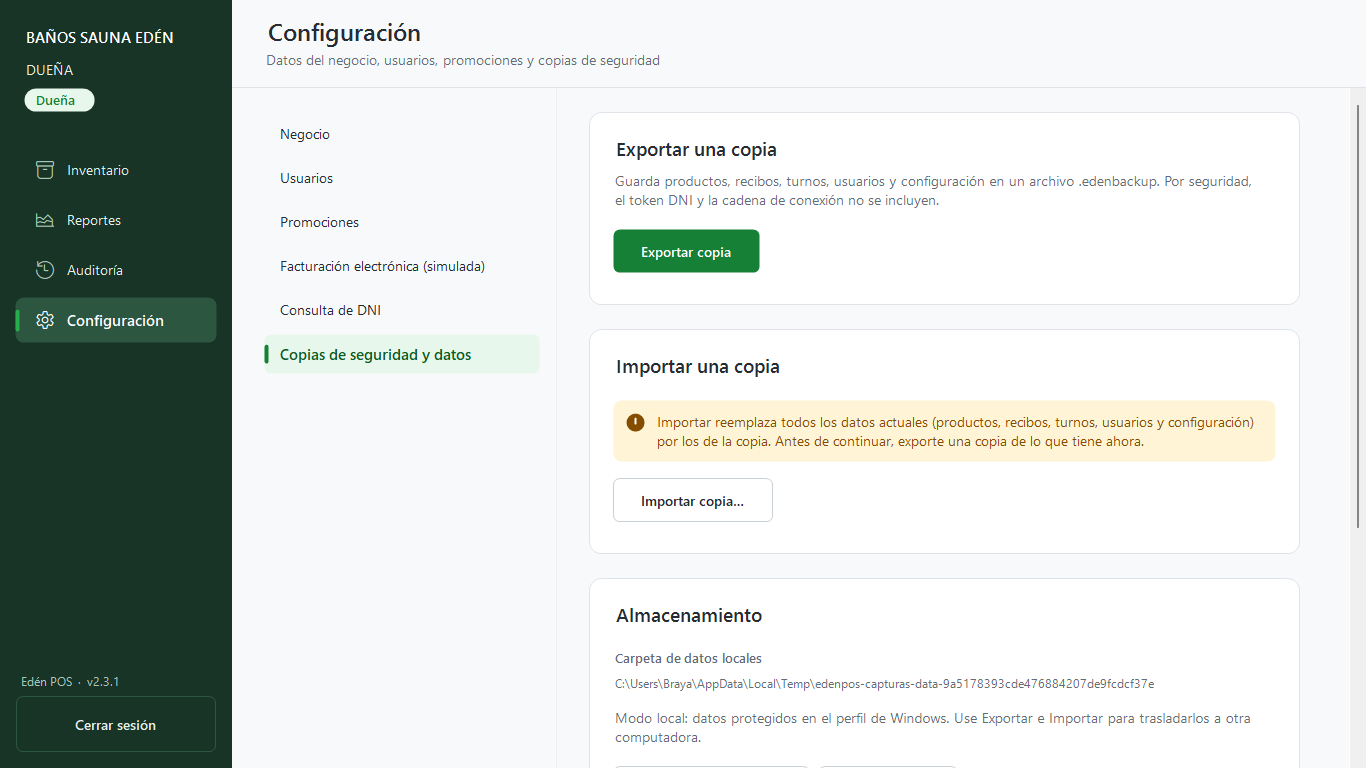 BAÑOS SAUNA EDÉN
DUEÑA
Dueña
Inventario
Reportes
Auditoría
Configuración
Edén POS · v2.3.1
Cerrar sesión
Configuración
Datos del negocio, usuarios, promociones y copias de seguridad
Negocio
Usuarios
Promociones
Facturación electrónica (simulada)
Consulta de DNI
Copias de seguridad y datos
Exportar una copia
Guarda productos, recibos, turnos, usuarios y configuración en un archivo .edenbackup. Por seguridad,
el token DNI y la cadena de conexión no se incluyen.
Exportar copia
Importar una copia
Importar reemplaza todos los datos actuales (productos, recibos, turnos, usuarios y configuración)
por los de la copia. Antes de continuar, exporte una copia de lo que tiene ahora.
Importar copia...
Almacenamiento
Carpeta de datos locales
C:\Users\Braya\AppData\Local\Temp\edenpos-capturas-data-9a5178393cde476884207de9fcdcf37e
Modo local: datos protegidos en el perfil de Windows. Use Exportar e Importar para trasladarlos a otra
computadora.